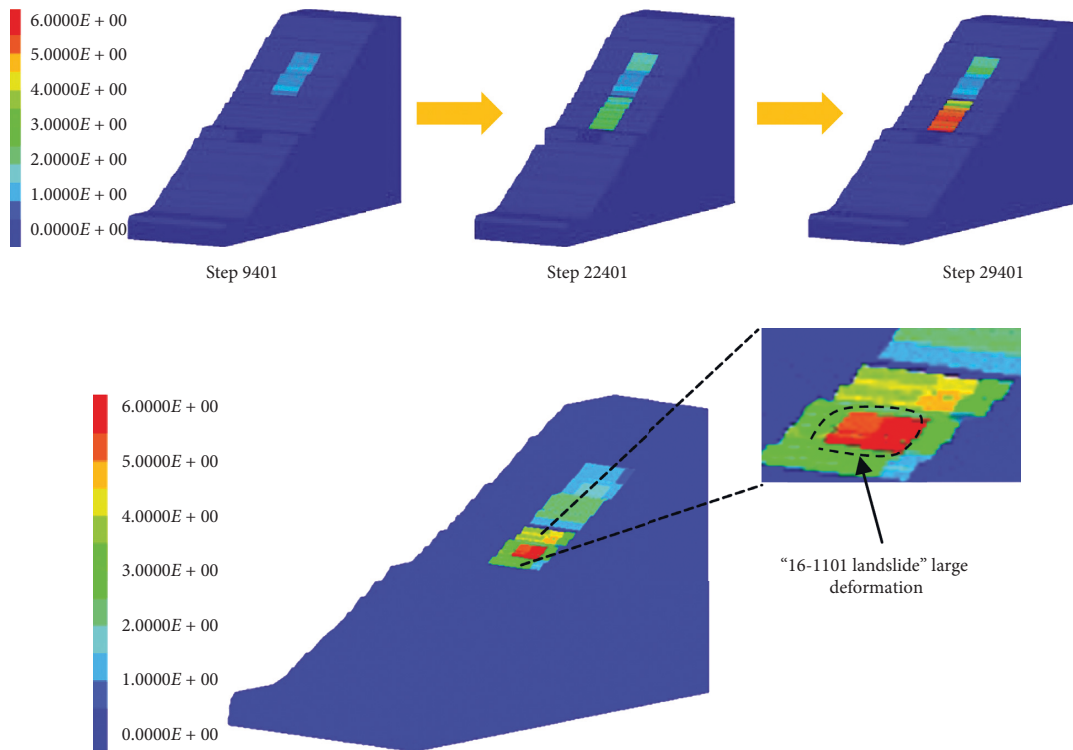 6.0000E + 00
5.0000E + 00
4.0000E + 00
3.0000E + 00
2.0000E + 00
1.0000E + 00
0.0000E + 00
Step 9401
Step 22401
Step 29401
6.0000E + 00
5.0000E + 00
4.0000E + 00
3.0000E + 00
2.0000E + 00
1.0000E + 00
0.0000E + 00
“16-1101 landslide” large
deformation